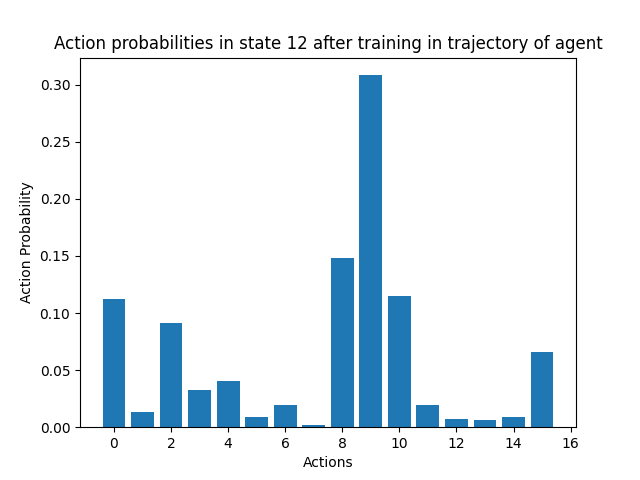 Action probabilities in state 12 after training in trajectory of agent
0.30
0.25
0.20
0.15
0.10
0.05
0.00
Action Probability
0 2 4 6 8 10 12 14 16
Actions